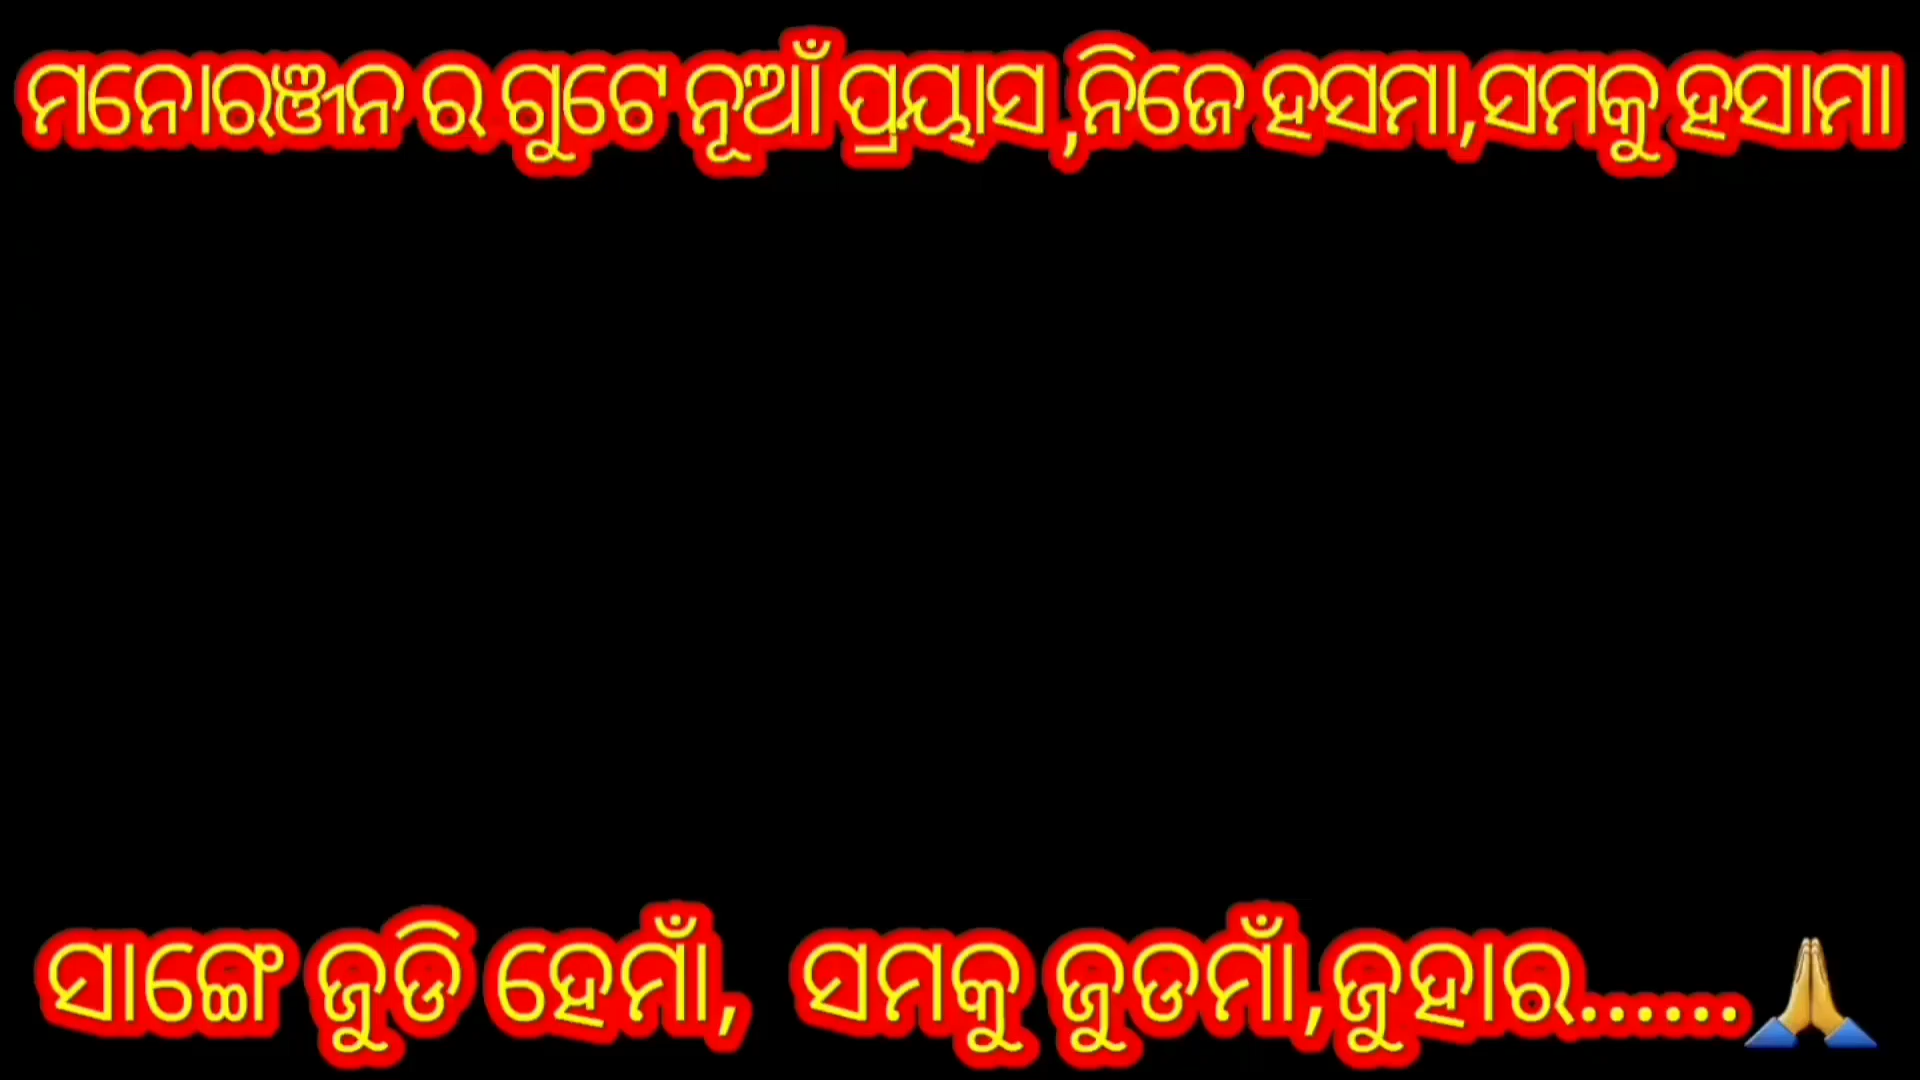 ମନୋରଞ୍ଜନ ର ଗୁଟେ ନୂଆଁ ପ୍ରୟାସ ,ନିଜେ ହସମା,ସମକୁ ହସାମା
ସାଙ୍ଗେ ଜୁଡି ହେମାଁ, ସମକୁ ଜୁଡମାଁ,ଜୁହାର......🙏